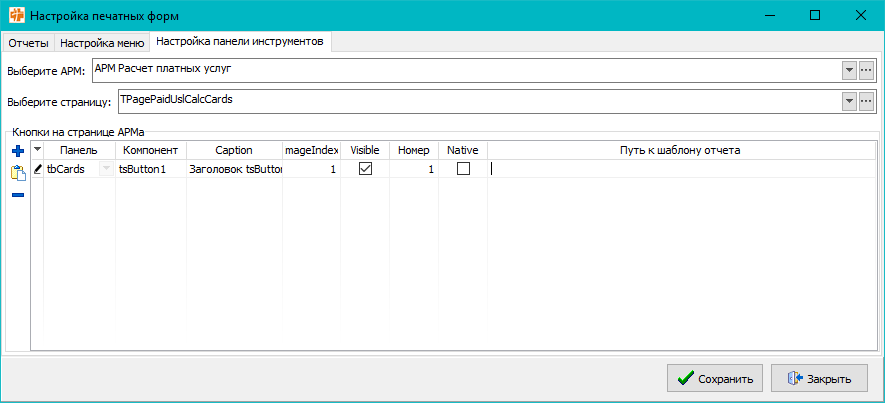 Настройка печатных форм
Отчеты Настройка меню Настройка панели инструментов
Выберите АРМ: АРМ Расчет платных услуг
Выберите страницу: TPagePaidUslCalcCards
Кнопки на странице АРМа
Панель Компонент Caption mageIndex Visible Номер Native Путь к шаблону отчета
tbCards tsButton1 Заголовок tsButton 1 1
Сохранить Закрыть